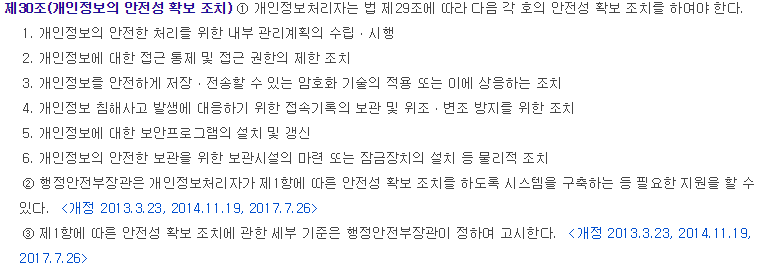 제30조(개인정보의 안전성 확보 조치) ① 개인정보처리자는 법 제29조에 따라 다음 각 호의 안전성 확보 조치를 하여야 한다.
1. 개인정보의 안전한 처리를 위한 내부 관리계획의 수립ㆍ시행
2. 개인정보에 대한 접근 통제 및 접근 권한의 제한 조치
3. 개인정보를 안전하게 저장ㆍ전송할 수 있는 암호화 기술의 적용 또는 이에 상응하는 조치
4. 개인정보 침해사고 발생에 대응하기 위한 접속기록의 보관 및 위조ㆍ변조 방지를 위한 조치
5. 개인정보에 대한 보안프로그램의 설치 및 갱신
6. 개인정보의 안전한 보관을 위한 보관시설의 마련 또는 잠금장치의 설치 등 물리적 조치
② 행정안전부장관은 개인정보처리자가 제1항에 따른 안전성 확보 조치를 하도록 시스템을 구축하는 등 필요한 지원을 할 수
있다. <개정 2013.3.23, 2014.11.19, 2017.7.26>
③ 제1항에 따른 안전성 확보 조치에 관한 세부 기준은 행정안전부장관이 정하여 고시한다. <개정 2013.3.23, 2014.11.19,
2017.7.26>